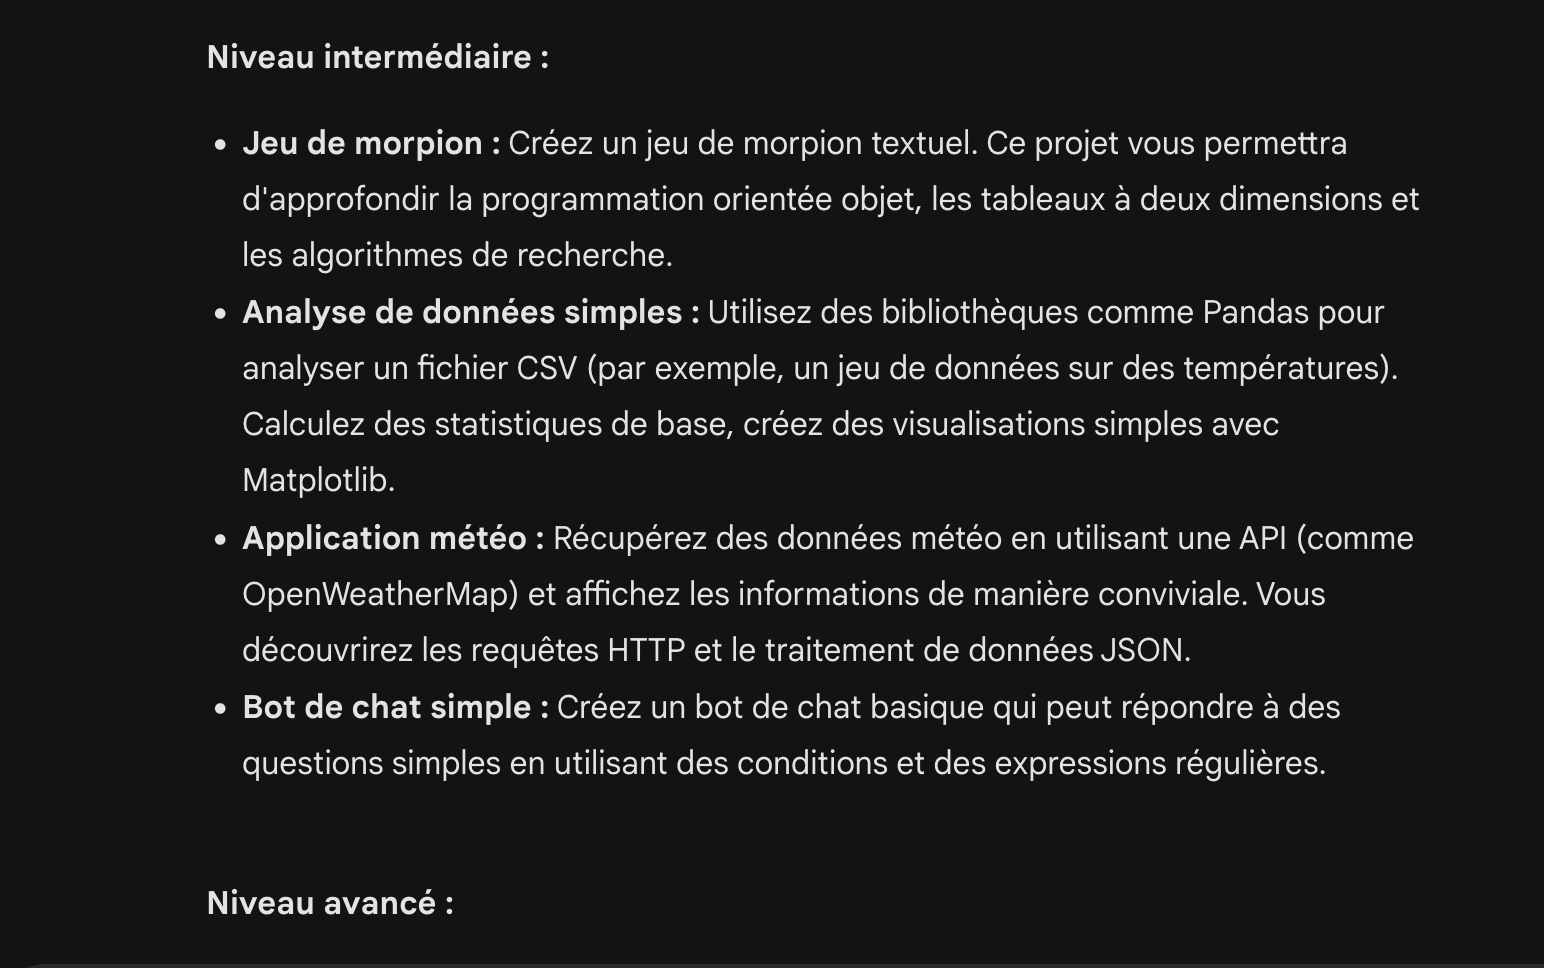 Niveau intermédiaire :
• Jeu de morpion : Créez un jeu de morpion textuel. Ce projet vous permettra
d'approfondir la programmation orientée objet, les tableaux à deux dimensions et
les algorithmes de recherche.
• Analyse de données simples : Utilisez des bibliothèques comme Pandas pour
analyser un fichier CSV (par exemple, un jeu de données sur des températures).
Calculez des statistiques de base, créez des visualisations simples avec
Matplotlib.
• Application météo : Récupérez des données météo en utilisant une API (comme
OpenWeatherMap) et affichez les informations de manière conviviale. Vous
découvrirez les requêtes HTTP et le traitement de données JSON.
• Bot de chat simple : Créez un bot de chat basique qui peut répondre à des
questions simples en utilisant des conditions et des expressions régulières.
Niveau avancé :